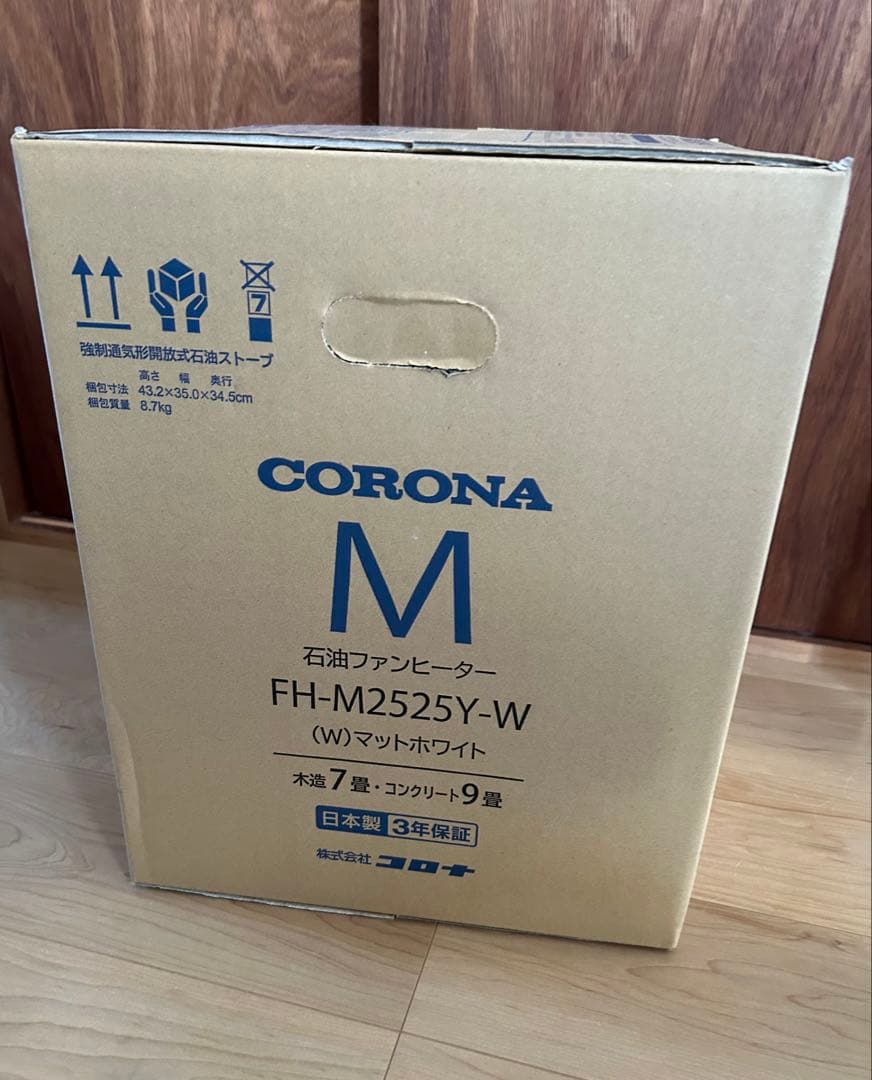 7
強制通気形開放式石油ストーブ
高さ 幅 奥行
梱包寸法 43.2×35.0×34.5cm
梱包質量 8.7kg
CORONA
M
石油ファンヒーター
FH-M2525Y-W
(W)マットホワイト
木造7畳・コンクリート9畳
日本製 3年保証
株式会社 コロナ